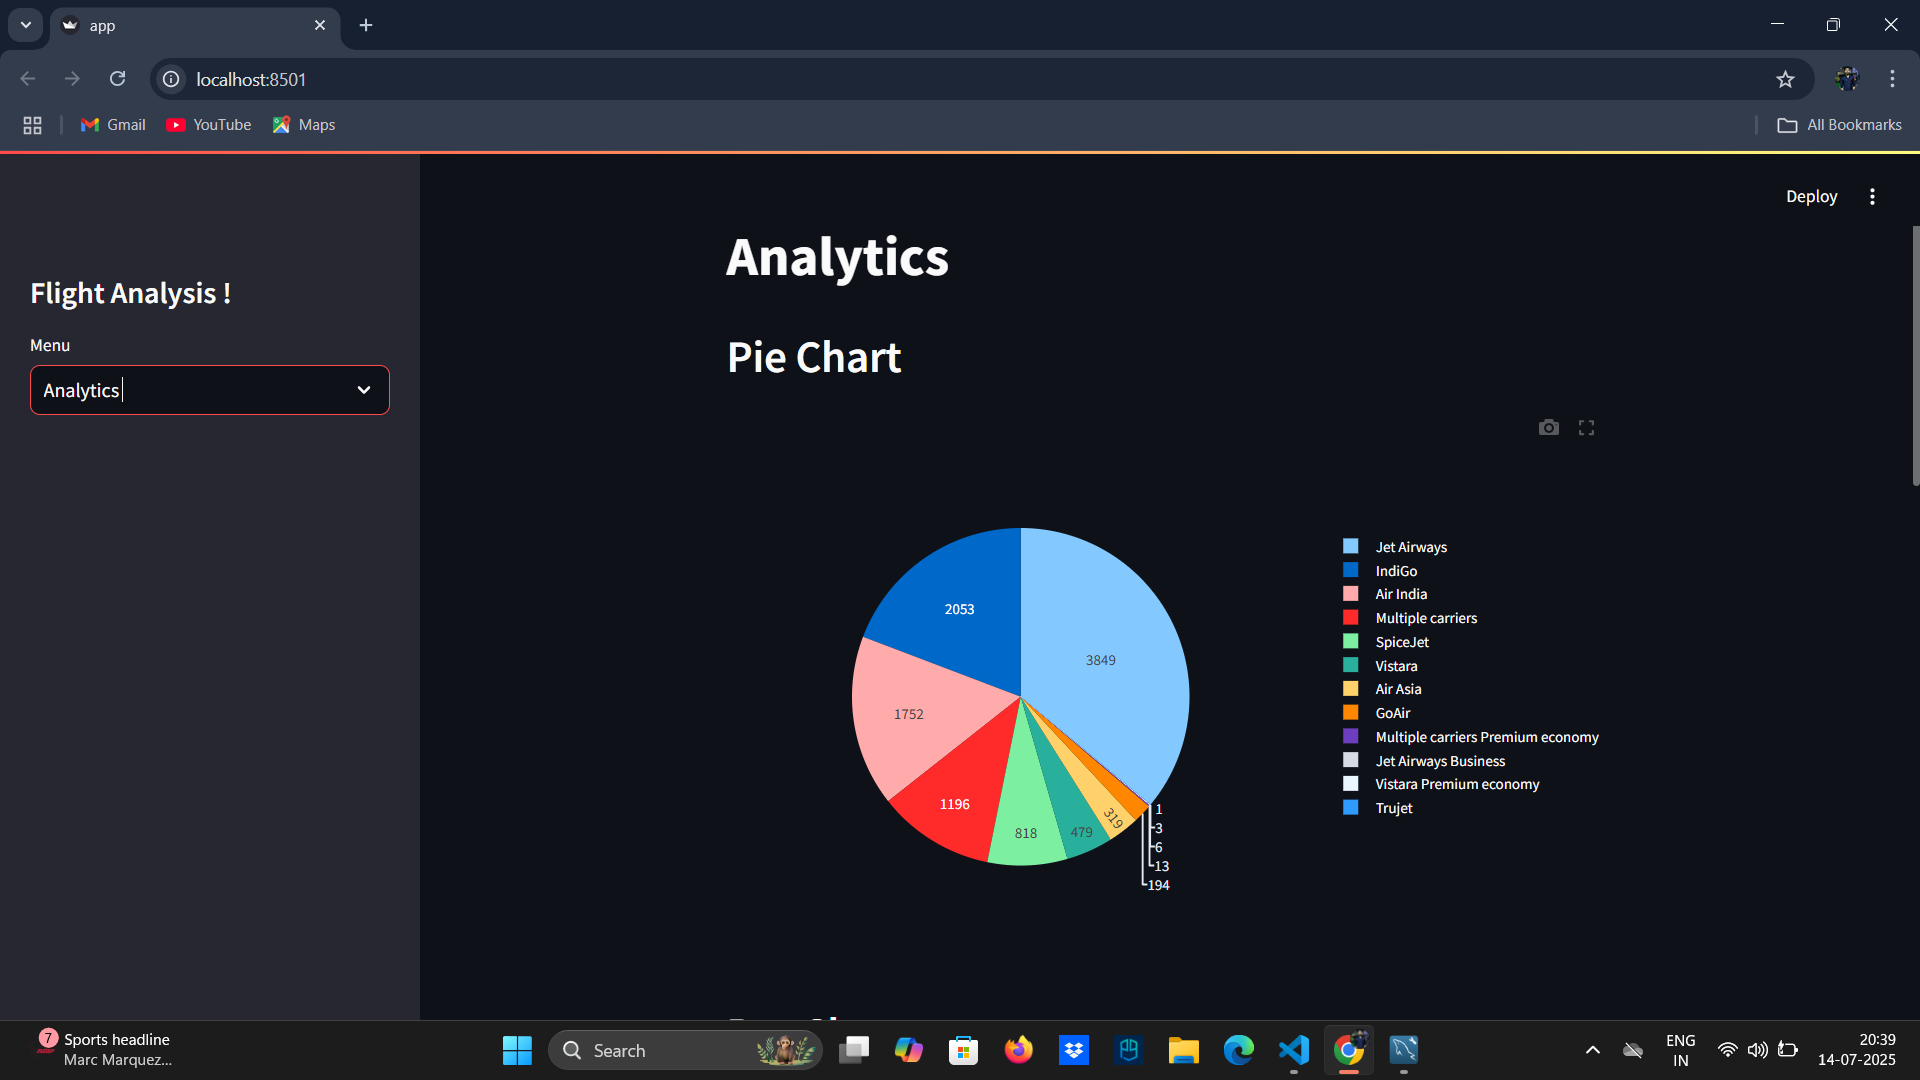 app
localhost:8501
Gmail
YouTube
Maps
All Bookmarks
Deploy
Flight Analysis !
Menu
Analytics
Analytics
Pie Chart
3849
2053
1752
1196
818
479
319
1
3
6
13
194
Jet Airways
IndiGo
Air India
Multiple carriers
SpiceJet
Vistara
Air Asia
GoAir
Multiple carriers Premium economy
Jet Airways Business
Vistara Premium economy
Trujet
7
Sports headline
Marc Marquez...
Search
ENG
IN
20:39
14-07-2025